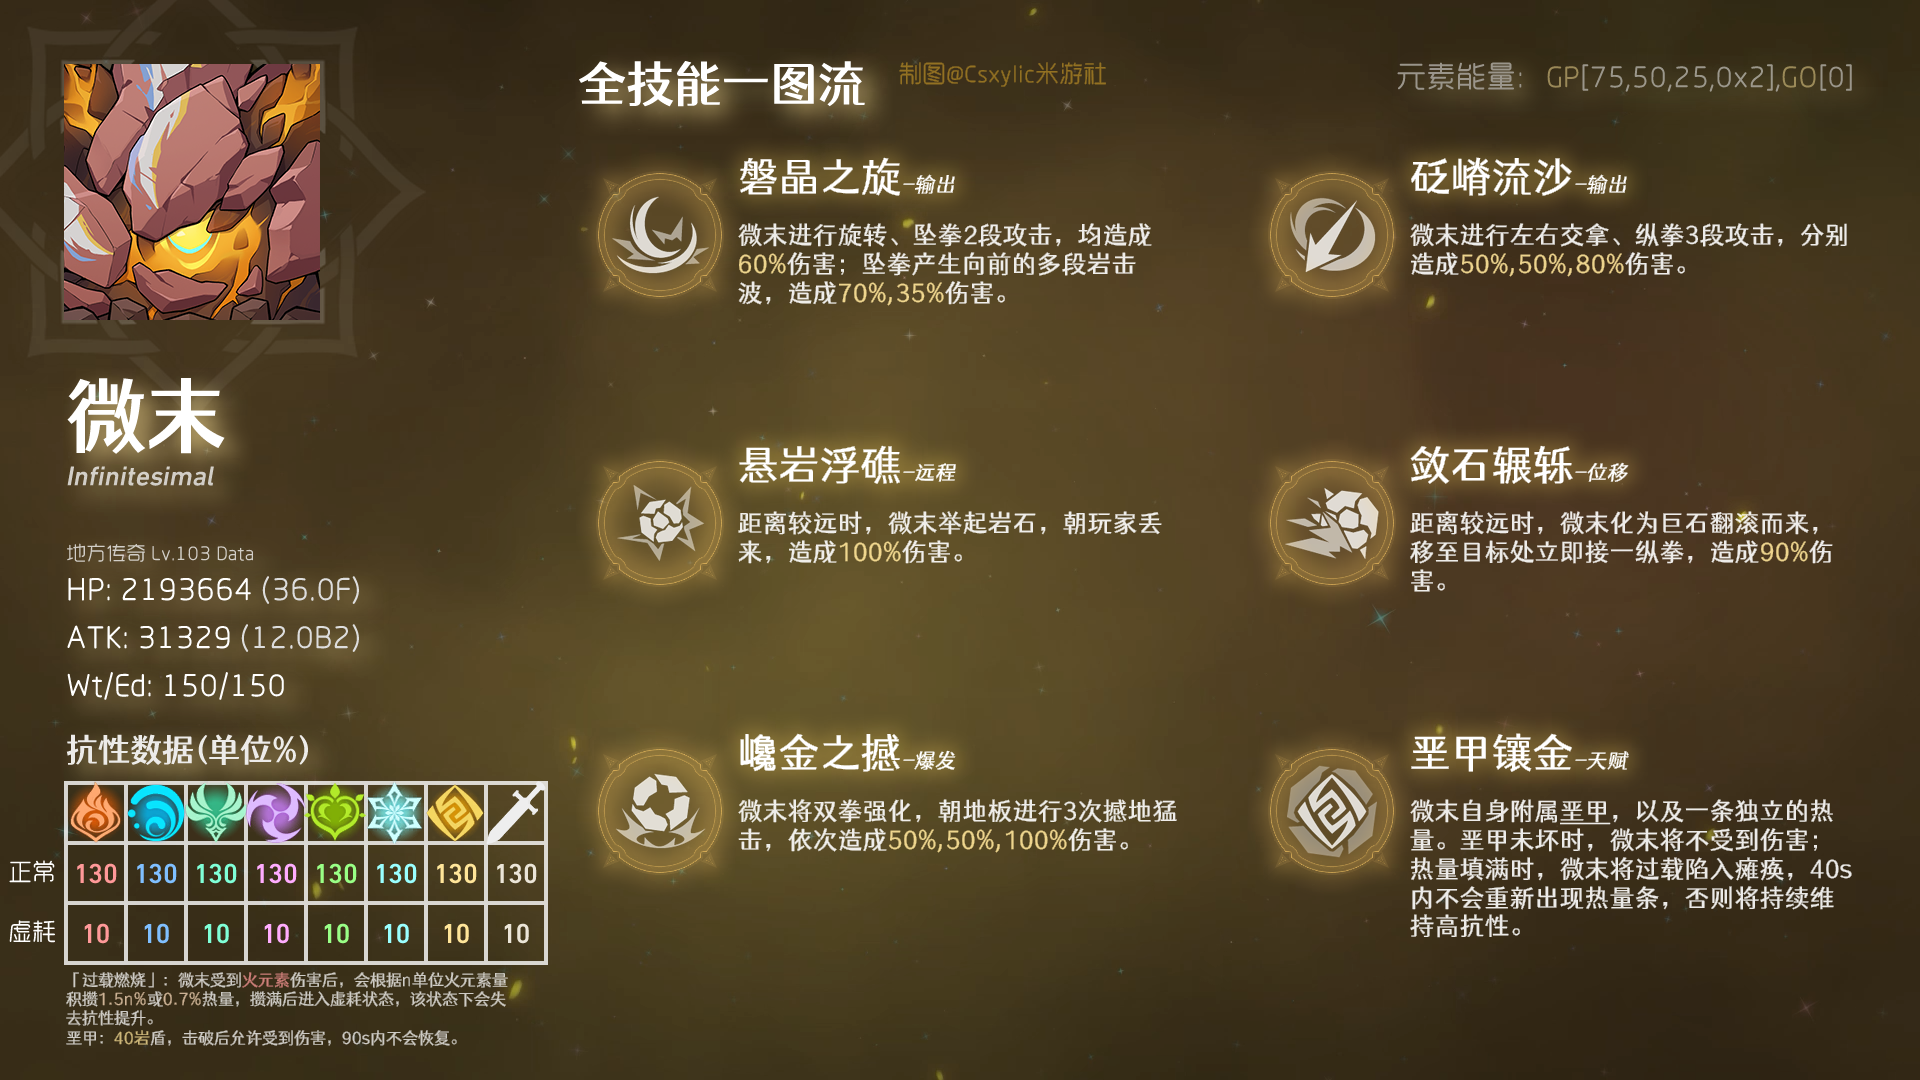 全技能一图流
制图@Csxylic米游社
元素能量：GP[75,50,25,0x2],GO[0]
微末
Infinitesimal
地方传奇 Lv.103 Data
HP: 2193664 (36.0F)
ATK: 31329 (12.0B2)
Wt/Ed: 150/150
抗性数据(单位%)
正常 130 130 130 130 130 130 130 130
虚耗 10 10 10 10 10 10 10 10
「过载燃烧」：微末受到火元素伤害后，会根据n单位火元素量
积攒1.5n%或0.7%热量，攒满后进入虚耗状态，该状态下会失
去抗性提升。
垩甲：40岩盾，击破后允许受到伤害，90s内不会恢复。
磐晶之旋-输出
微末进行旋转、坠拳2段攻击，均造成
60%伤害；坠拳产生向前的多段岩击
波，造成70%,35%伤害。
砭嵴流沙-输出
微末进行左右交拿、纵拳3段攻击，分别
造成50%,50%,80%伤害。
悬岩浮礁-远程
距离较远时，微末举起岩石，朝玩家丢
来，造成100%伤害。
敛石辗轹-位移
距离较远时，微末化为巨石翻滚而来，
移至目标处立即接一纵拳，造成90%伤
害。
巉金之撼-爆发
微末将双拳强化，朝地板进行3次撼地猛
击，依次造成50%,50%,100%伤害。
垩甲镶金-天赋
微末自身附属垩甲，以及一条独立的热
量。垩甲未坏时，微末将不受到伤害；
热量填满时，微末将过载陷入瘫痪，40s
内不会重新出现热量条，否则将持续维
持高抗性。